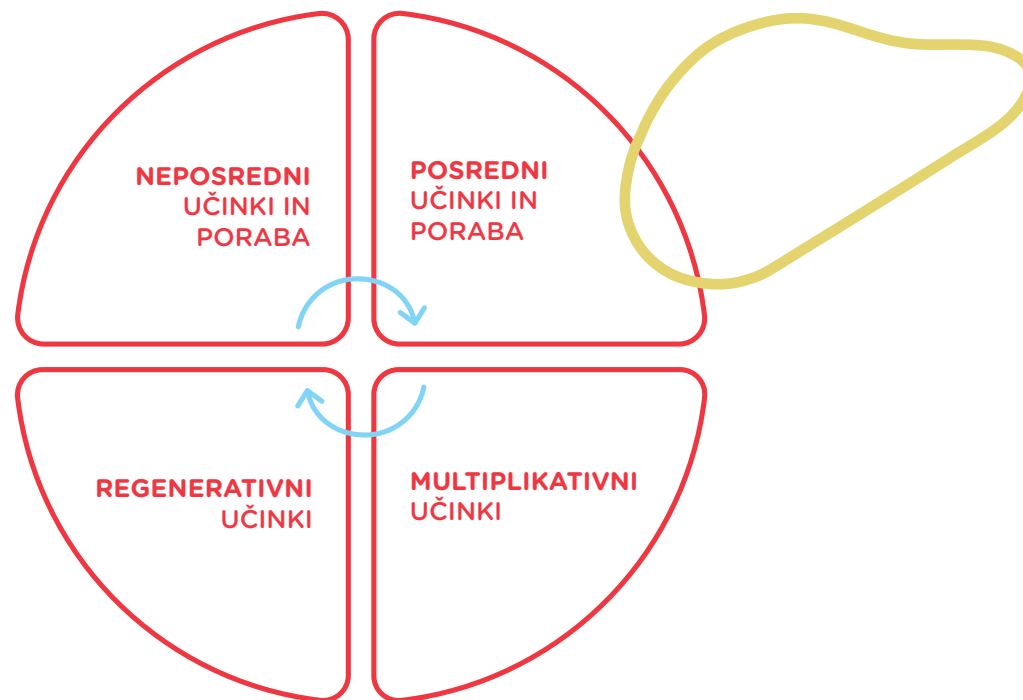 NEPOSREDNI
UČINKI IN
PORABA
POSREDNI
UČINKI IN
PORABA
REGENERATIVNI
UČINKI
MULTIPLIKATIVNI
UČINKI